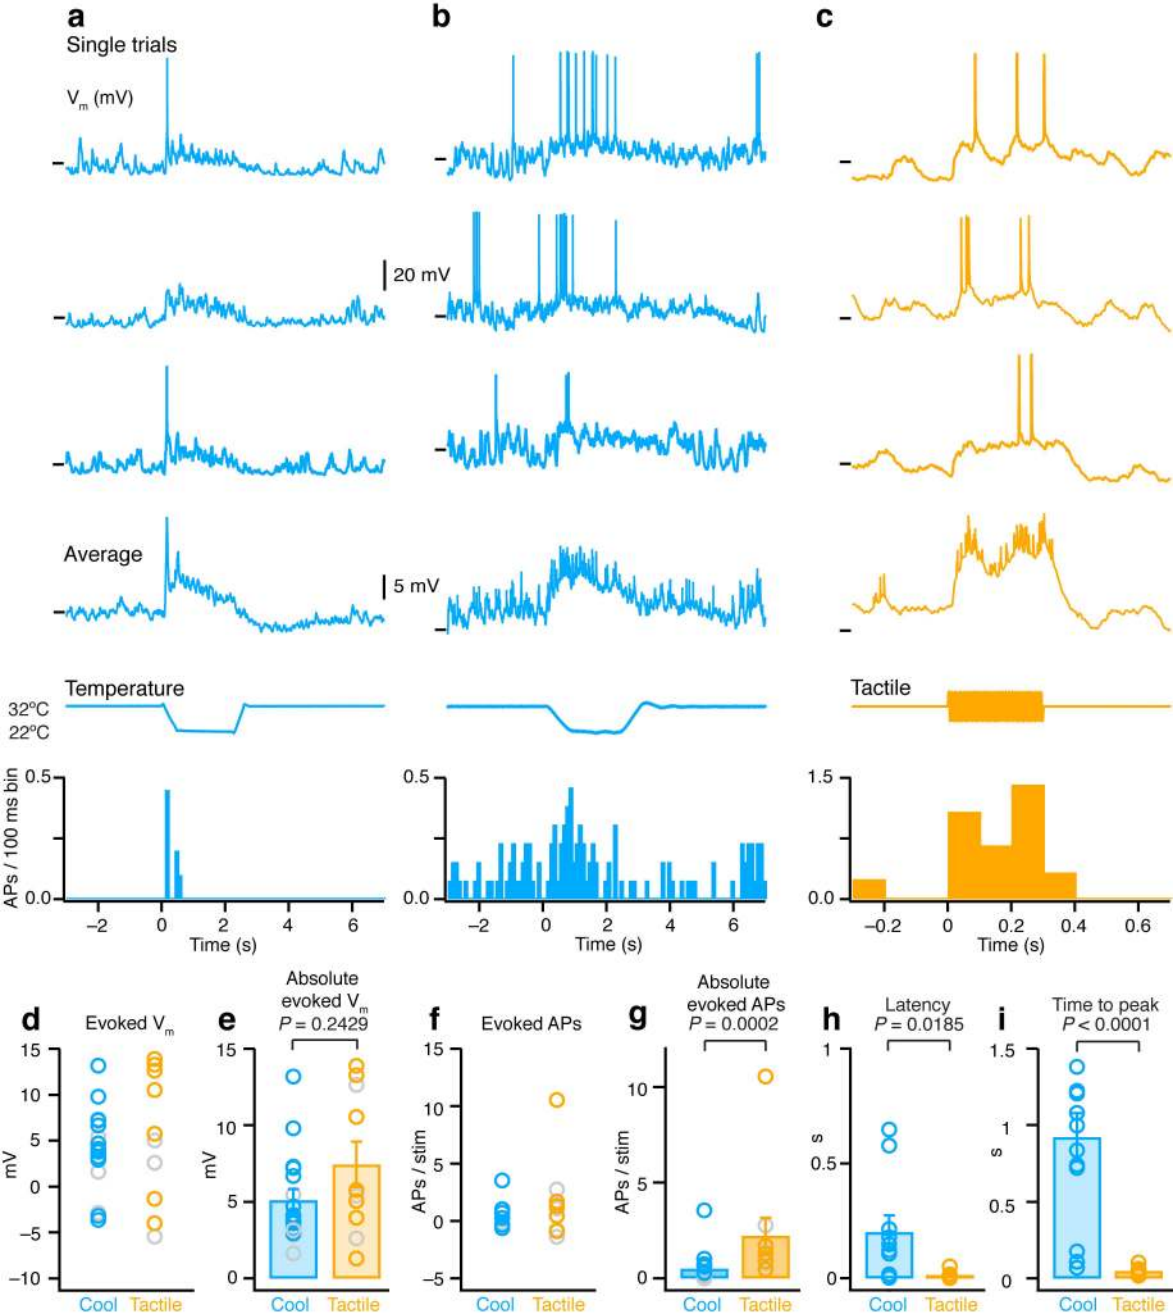 a
b
c
Single trials
Vm (mV)
20 mV
Average
5 mV
Temperature
Tactile
32ºC
22ºC
0.5
0.5
1.5
APs / 100 ms bin
0.0
0.0
0.0
–2 0 2 4 6
–2 0 2 4 6
–0.2 0 0.2 0.4 0.6
Time (s)
Time (s)
Time (s)
d
Evoked Vm
15
10
5
0
–5
–10
mV
Cool Tactile
e
Absolute
evoked Vm
P = 0.2429
15
10
5
0
mV
Cool Tactile
f
Evoked APs
15
10
5
0
–5
APs / stim
Cool Tactile
g
Absolute
evoked APs
P = 0.0002
10
5
0
APs / stim
Cool Tactile
h
Latency
P = 0.0185
1
0.5
0
s
Cool Tactile
i
Time to peak
P < 0.0001
1.5
1
0.5
0
s
Cool Tactile